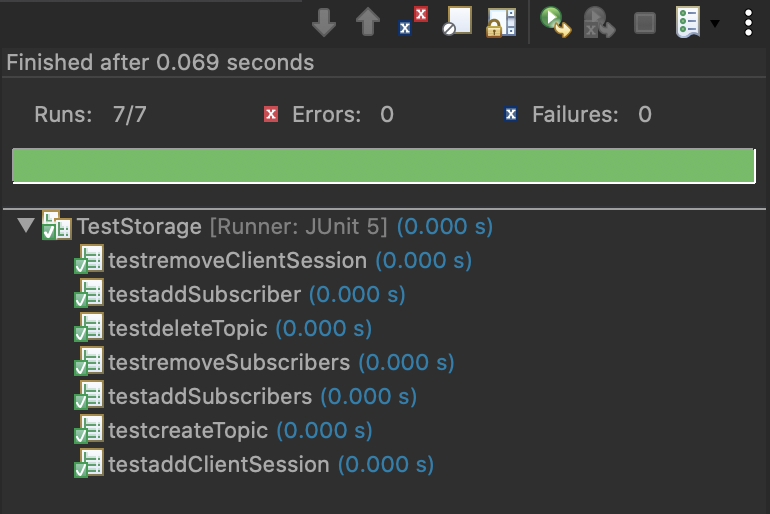 Finished after 0.069 seconds
Runs: 7/7 Errors: 0 Failures: 0
TestStorage [Runner: JUnit 5] (0.000 s)
testremoveClientSession (0.000 s)
testaddSubscriber (0.000 s)
testdeleteTopic (0.000 s)
testremoveSubscribers (0.000 s)
testaddSubscribers (0.000 s)
testcreateTopic (0.000 s)
testaddClientSession (0.000 s)